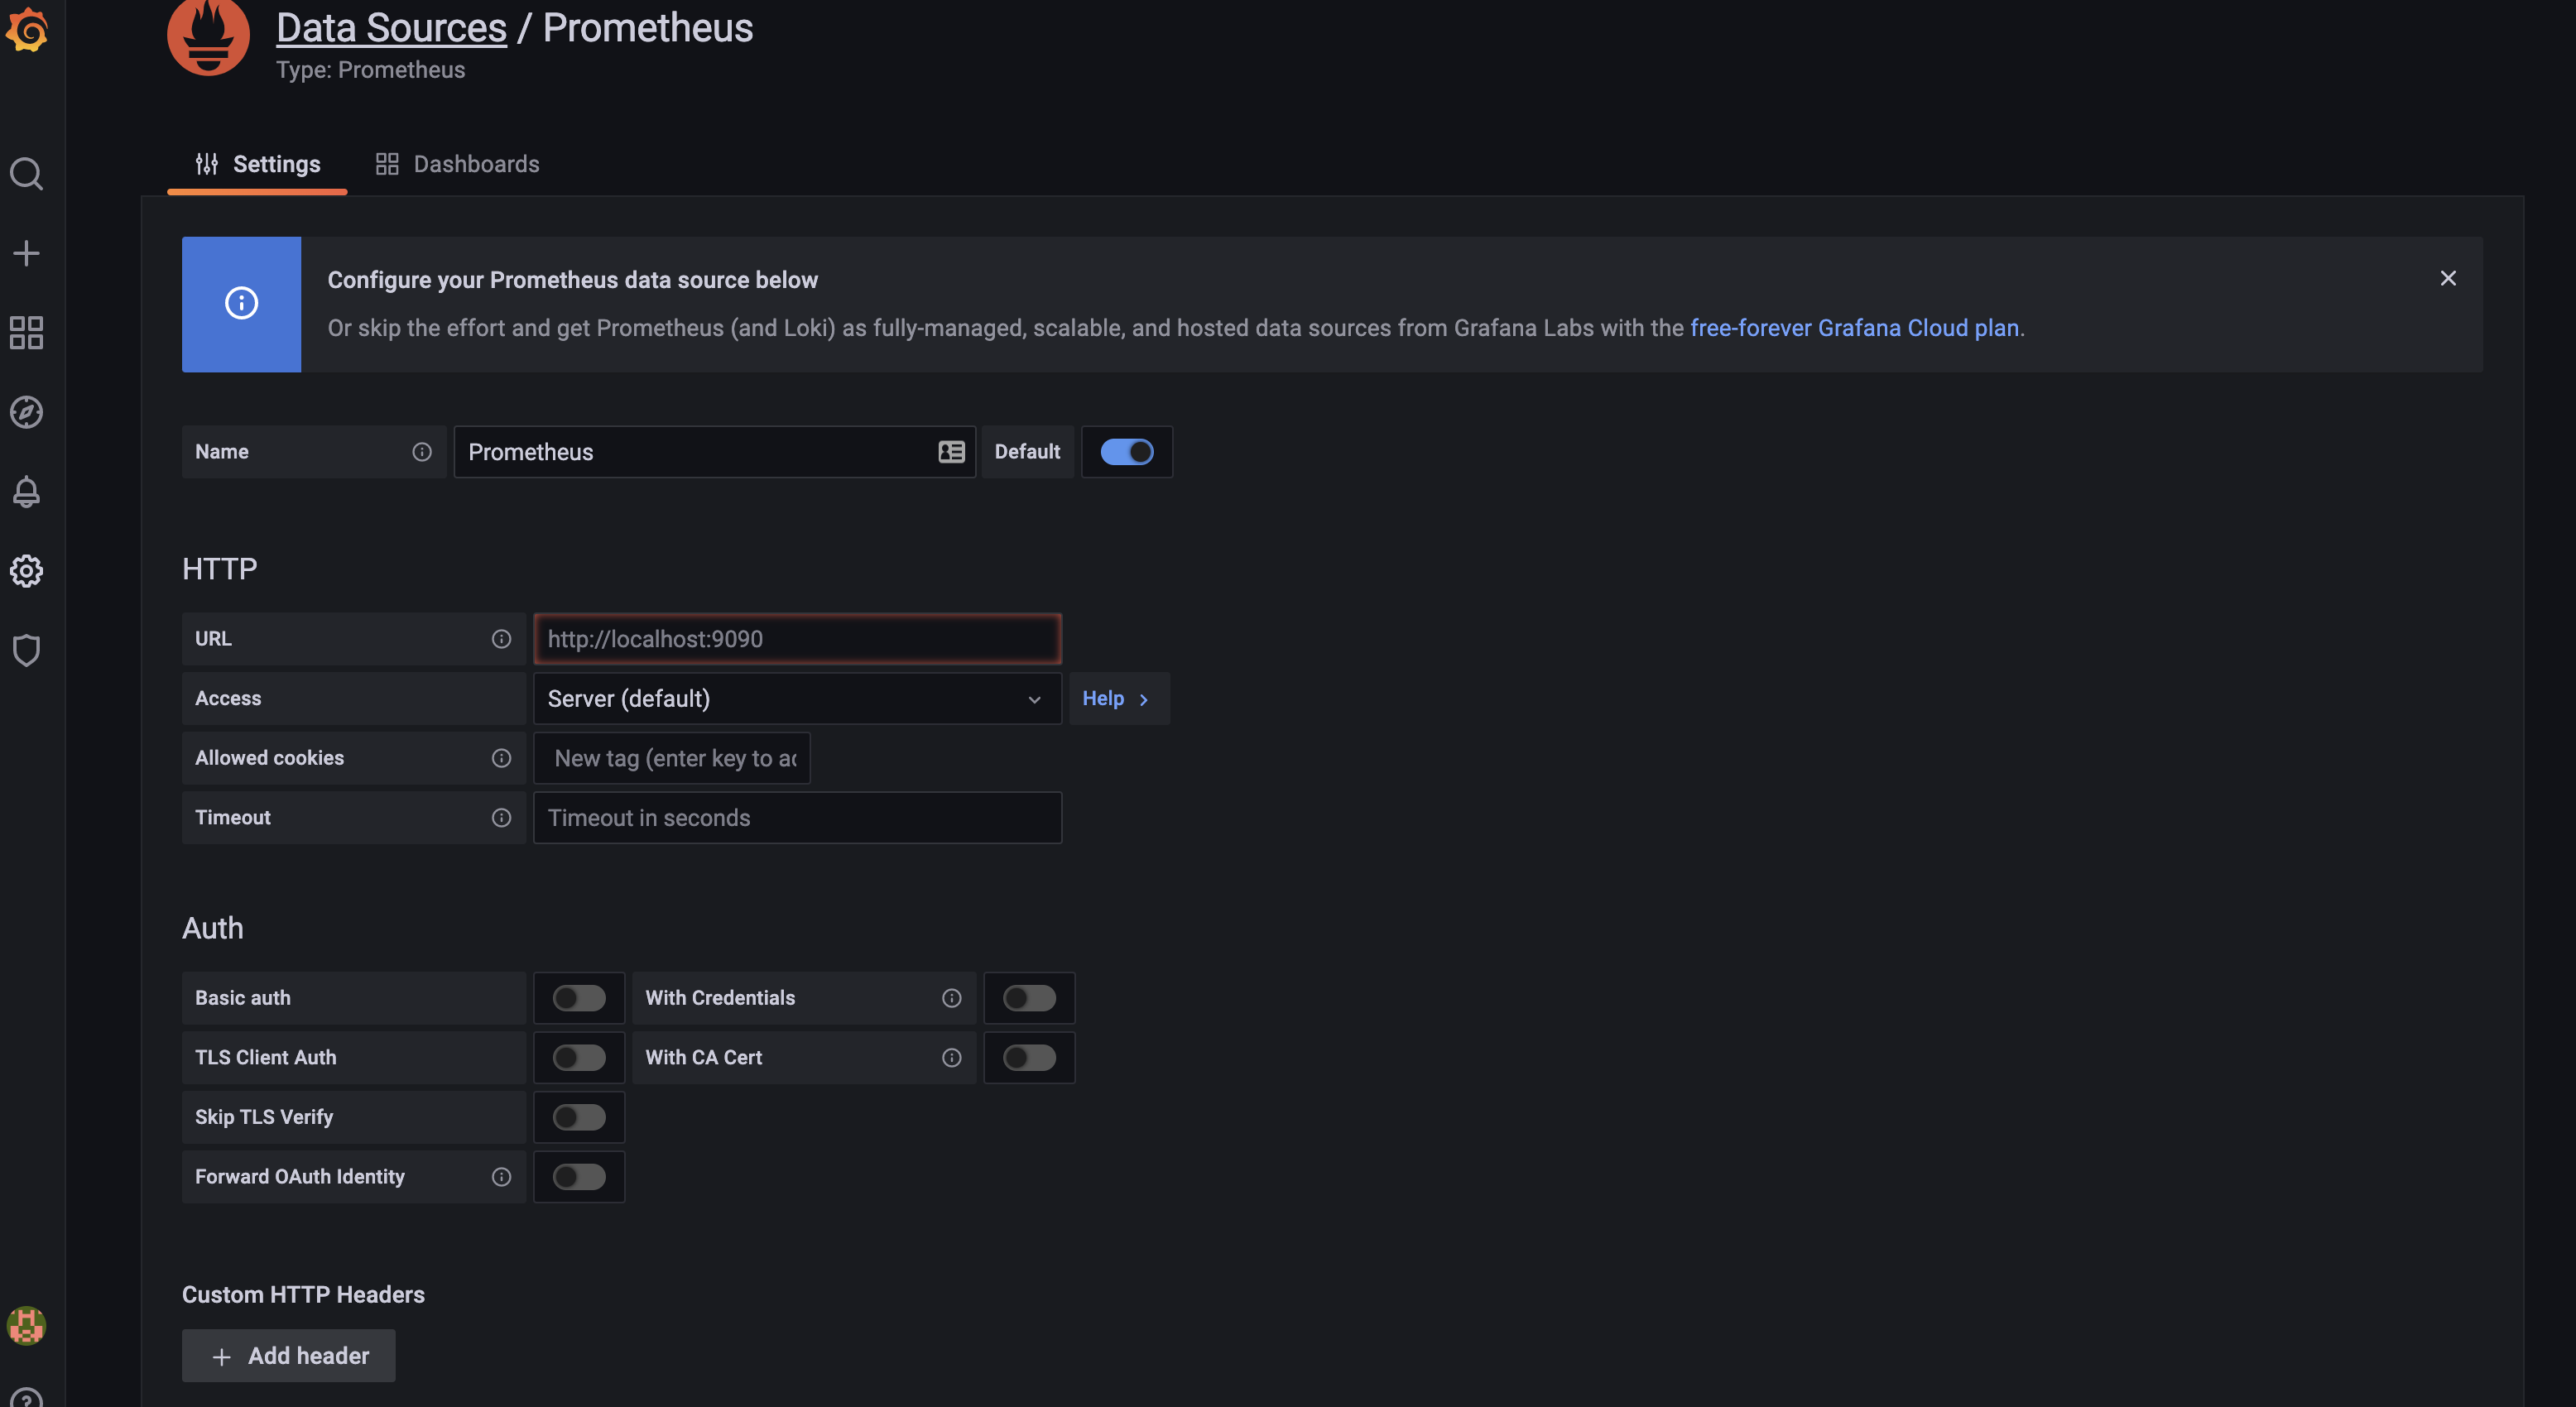 Data Sources / Prometheus
Type: Prometheus
Settings
Dashboards
Configure your Prometheus data source below
Or skip the effort and get Prometheus (and Loki) as fully-managed, scalable, and hosted data sources from Grafana Labs with the free-forever Grafana Cloud plan.
Name
Prometheus
Default
HTTP
URL
http://localhost:9090
Access
Server (default)
Help
Allowed cookies
New tag (enter key to ac
Timeout
Timeout in seconds
Auth
Basic auth
With Credentials
TLS Client Auth
With CA Cert
Skip TLS Verify
Forward OAuth Identity
Custom HTTP Headers
+ Add header